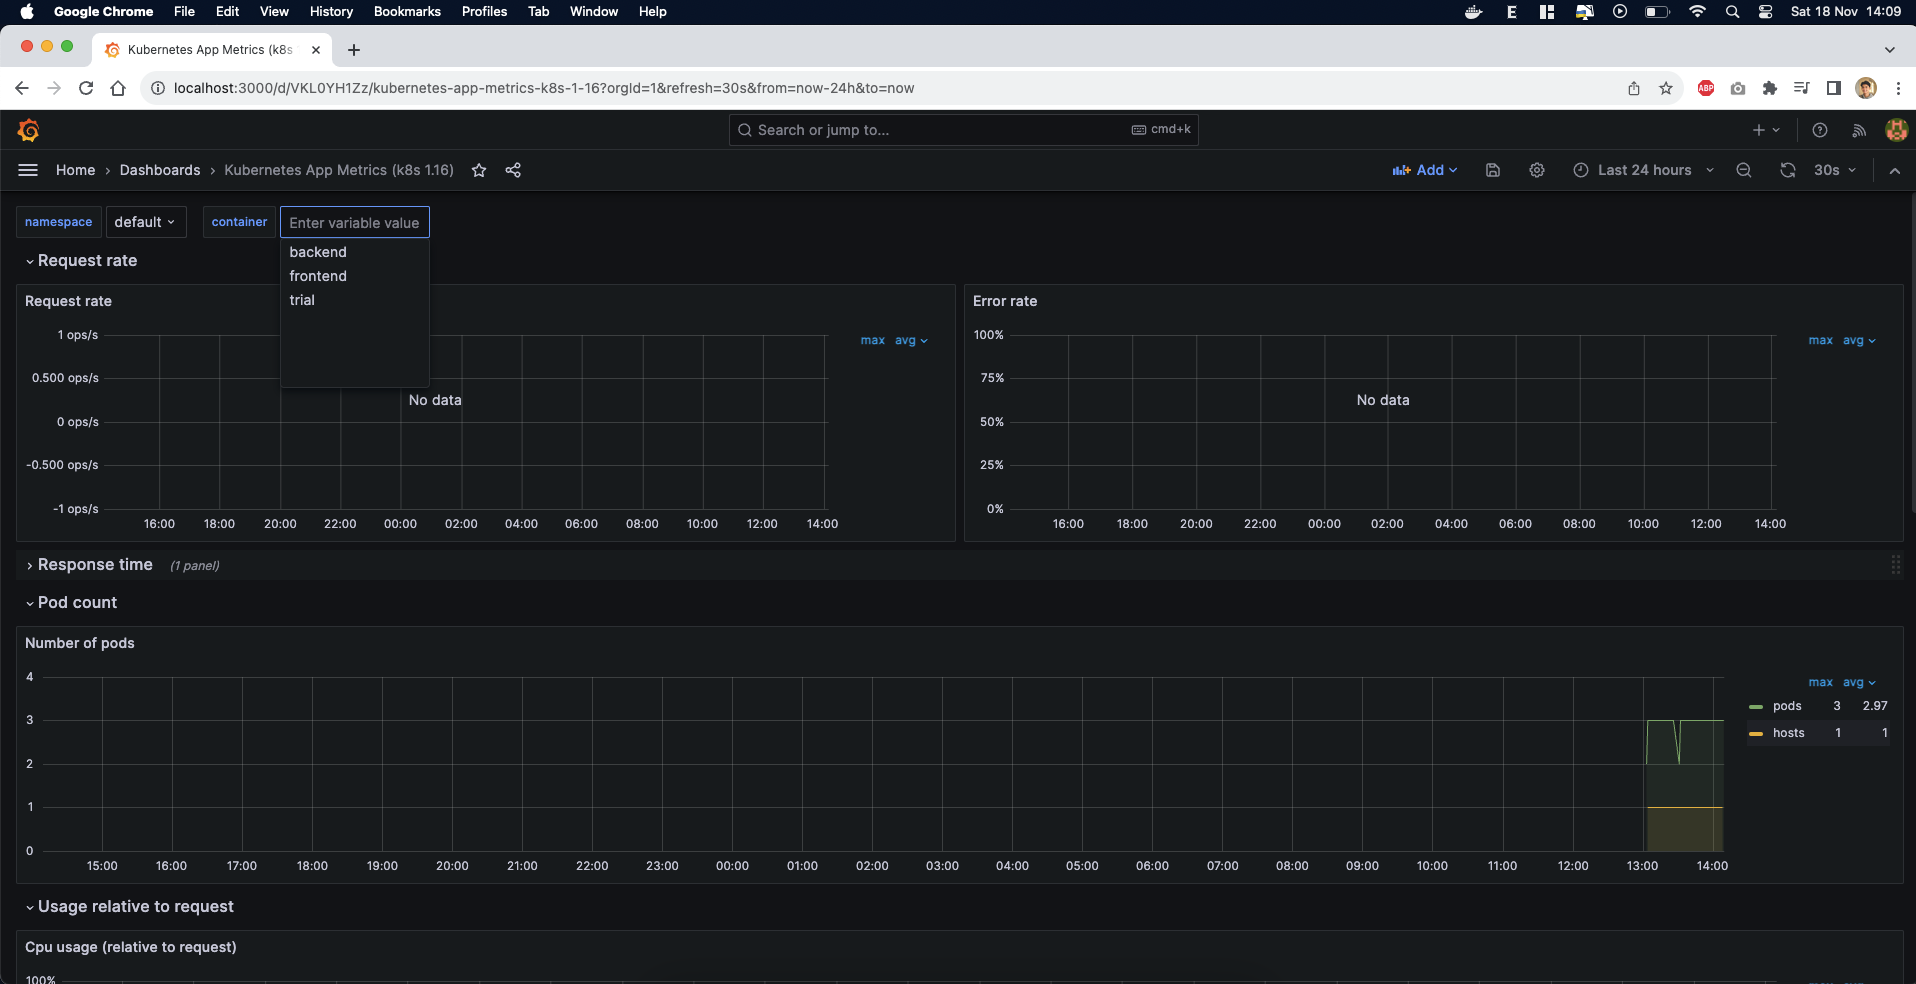 Google Chrome File Edit View History Bookmarks Profiles Tab Window Help
E Sat 18 Nov 14:09
Kubernetes App Metrics (k8s
localhost:3000/d/VKL0YH1Zz/kubernetes-app-metrics-k8s-1-16?orgId=1&refresh=30s&from=now-24h&to=now
ABP
Search or jump to... cmd+k
Home › Dashboards › Kubernetes App Metrics (k8s 1.16)
Add Last 24 hours 30s
namespace default container Enter variable value
backend
frontend
trial
Request rate
Request rate
1 ops/s
0.500 ops/s
0 ops/s
-0.500 ops/s
-1 ops/s
No data
16:00 18:00 20:00 22:00 00:00 02:00 04:00 06:00 08:00 10:00 12:00 14:00
max avg
Error rate
100%
75%
50%
25%
0%
No data
16:00 18:00 20:00 22:00 00:00 02:00 04:00 06:00 08:00 10:00 12:00 14:00
max avg
Response time (1 panel)
Pod count
Number of pods
4
3
2
1
0
15:00 16:00 17:00 18:00 19:00 20:00 21:00 22:00 23:00 00:00 01:00 02:00 03:00 04:00 05:00 06:00 07:00 08:00 09:00 10:00 11:00 12:00 13:00 14:00
max avg
pods 3 2.97
hosts 1 1
Usage relative to request
Cpu usage (relative to request)
100%